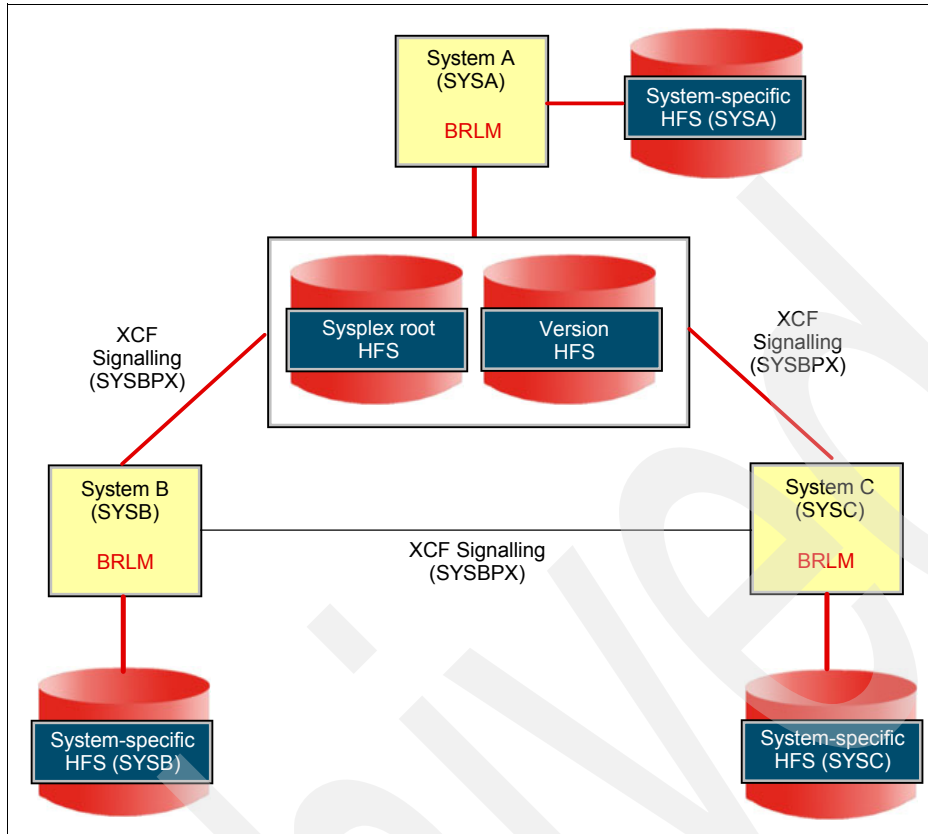 System A
(SYSA)
BRLM
System-specific
HFS (SYSA)
Sysplex root
HFS
Version
HFS
XCF
Signalling
(SYSBPX)
XCF
Signalling
(SYSBPX)
System B
(SYSB)
BRLM
XCF Signalling
(SYSBPX)
System C
(SYSC)
BRLM
System-specific
HFS (SYSB)
System-specific
HFS (SYSC)